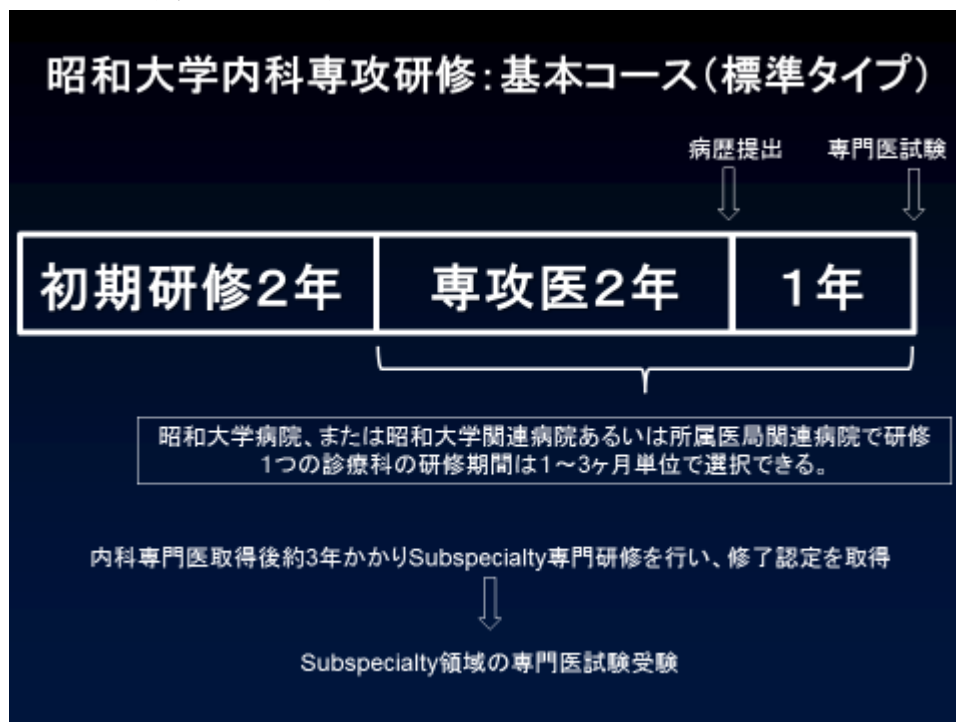 昭和大学内科専攻研修：基本コース（標準タイプ）
病歴提出 専門医試験
初期研修２年 専攻医２年 １年
昭和大学病院、または昭和大学関連病院あるいは所属医局関連病院で研修
1つの診療科の研修期間は1～3ヶ月単位で選択できる。
内科専門医取得後約3年かかりSubspecialty専門研修を行い、修了認定を取得
Subspecialty領域の専門医試験受験